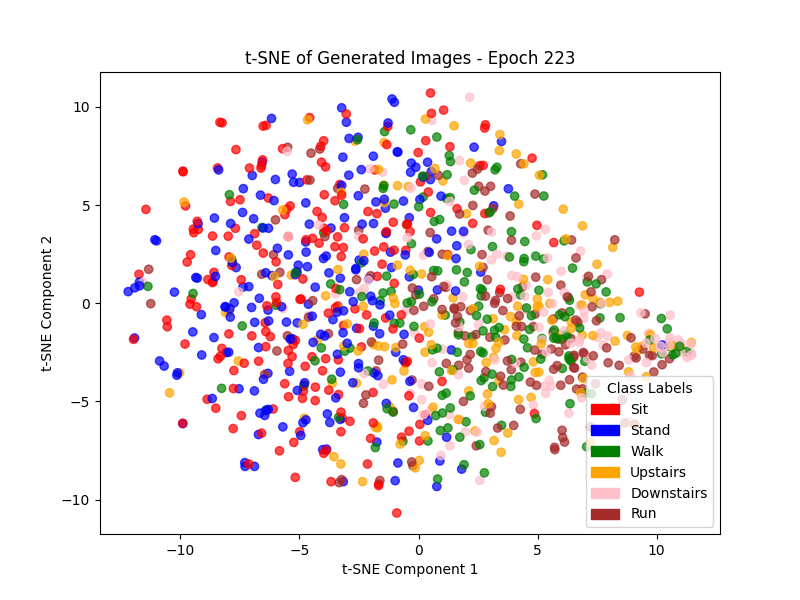 t-SNE of Generated Images - Epoch 223
10
5
0
−5
−10
t-SNE Component 2
−10
−5
0
5
10
t-SNE Component 1
Class Labels
Sit
Stand
Walk
Upstairs
Downstairs
Run